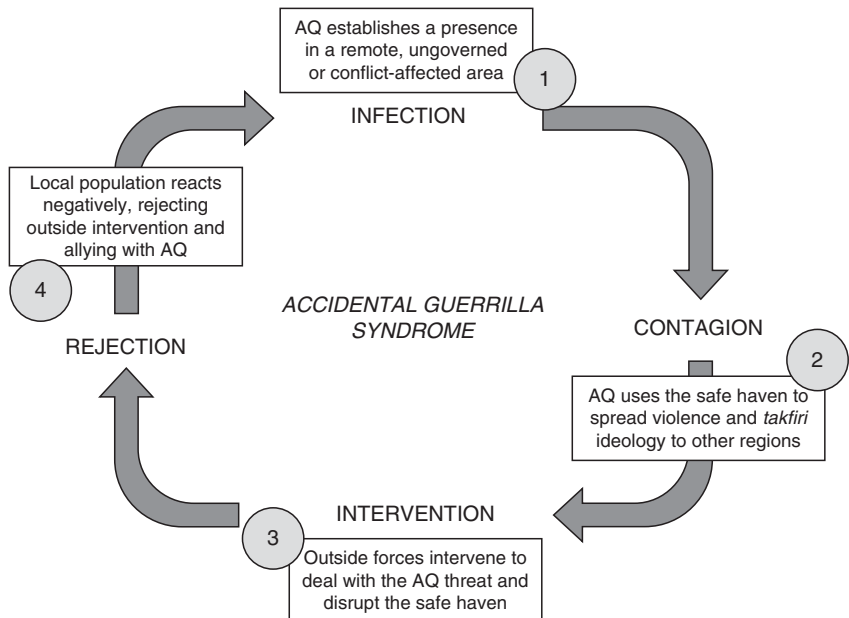 AQ establishes a presence
in a remote, ungoverned
or conflict-affected area
1
INFECTION
CONTAGION
2
AQ uses the safe haven to
spread violence and takfiri
ideology to other regions
INTERVENTION
3
Outside forces intervene to
deal with the AQ threat and
disrupt the safe haven
Local population reacts
negatively, rejecting
outside intervention and
allying with AQ
4
REJECTION
ACCIDENTAL GUERRILLA
SYNDROME